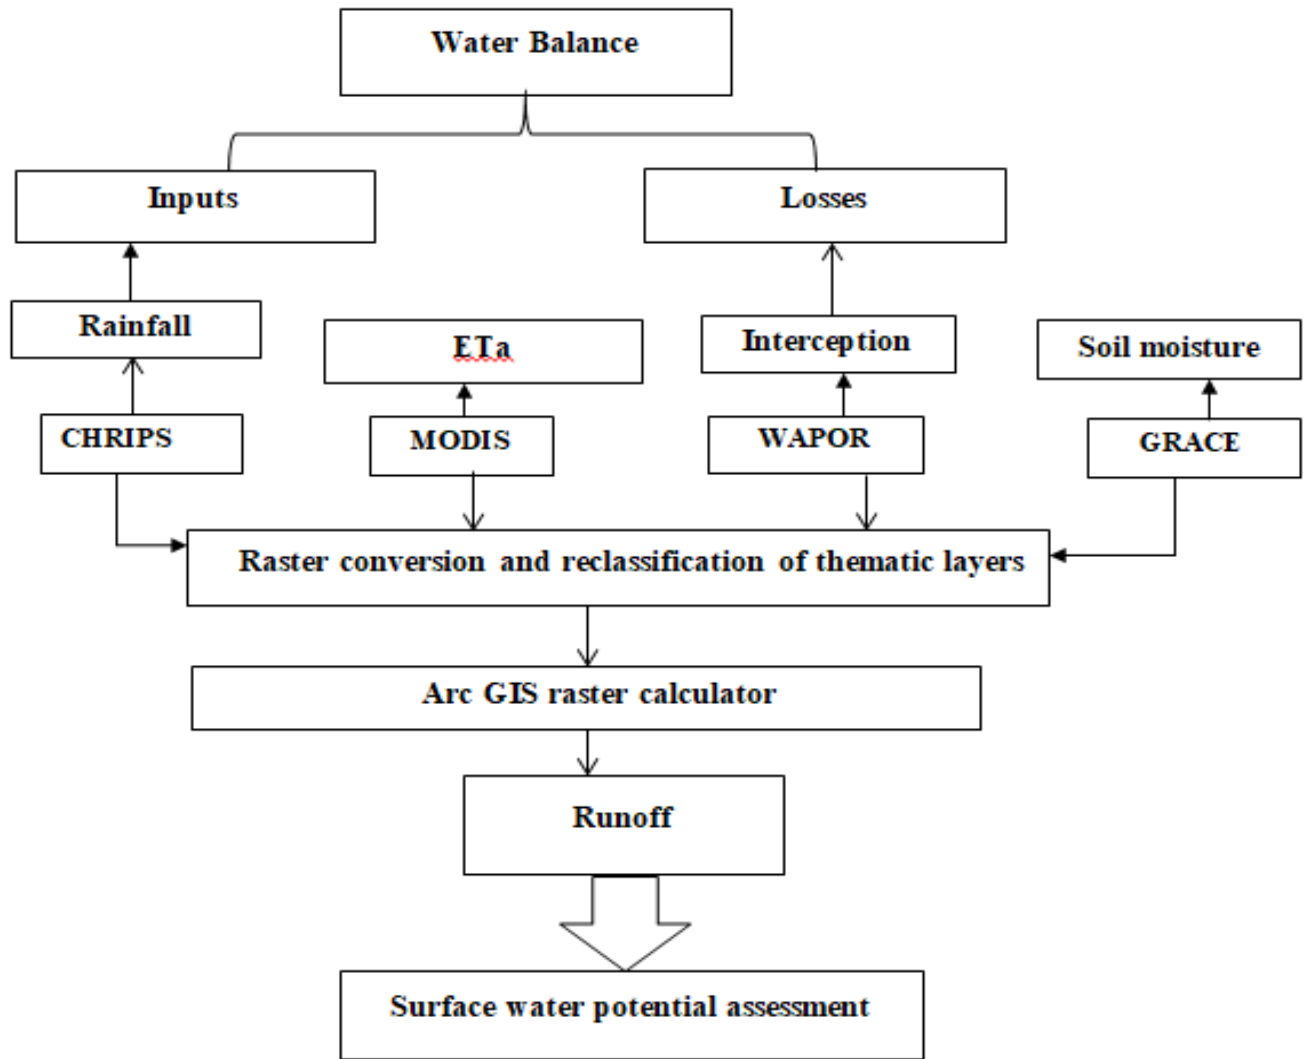 Water Balance
Inputs
Losses
Rainfall
ETa
Interception
Soil moisture
CHRIPS
MODIS
WAPOR
GRACE
Raster conversion and reclassification of thematic layers
Arc GIS raster calculator
Runoff
Surface water potential assessment